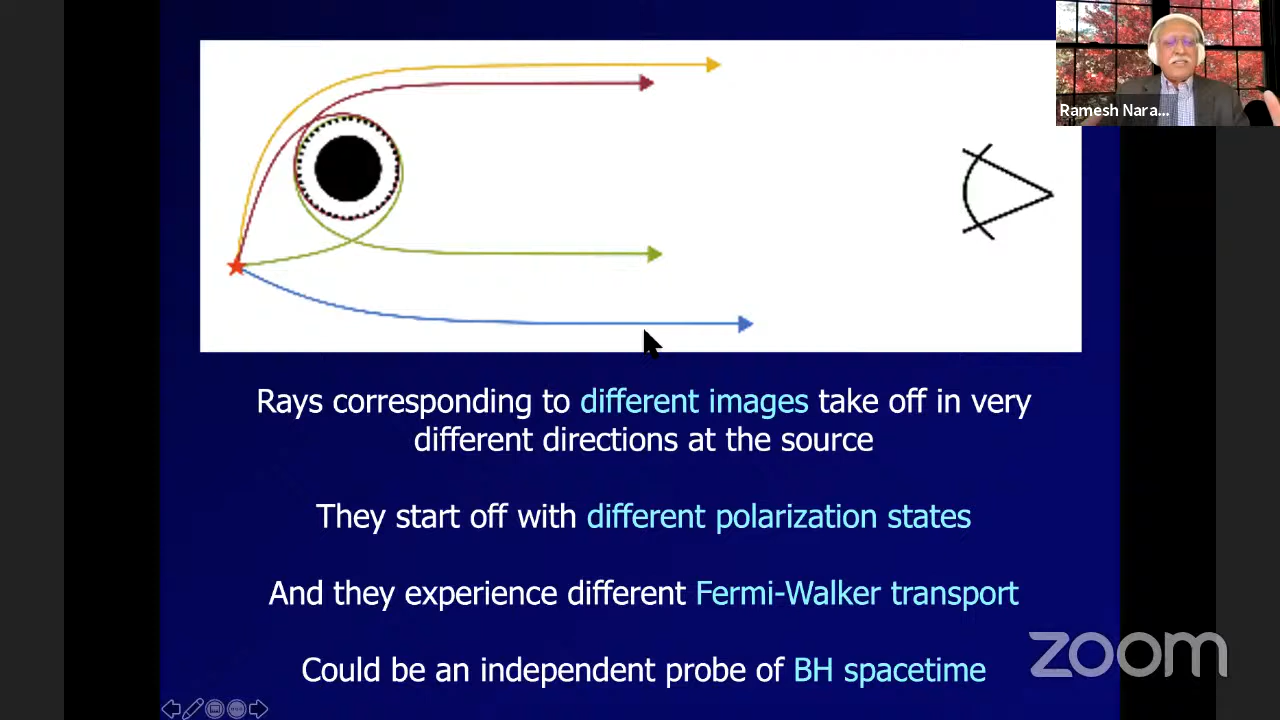 Ramesh Nara...
Rays corresponding to different images take off in very
different directions at the source
They start off with different polarization states
And they experience different Fermi-Walker transport
Could be an independent probe of BH spacetime
zoom